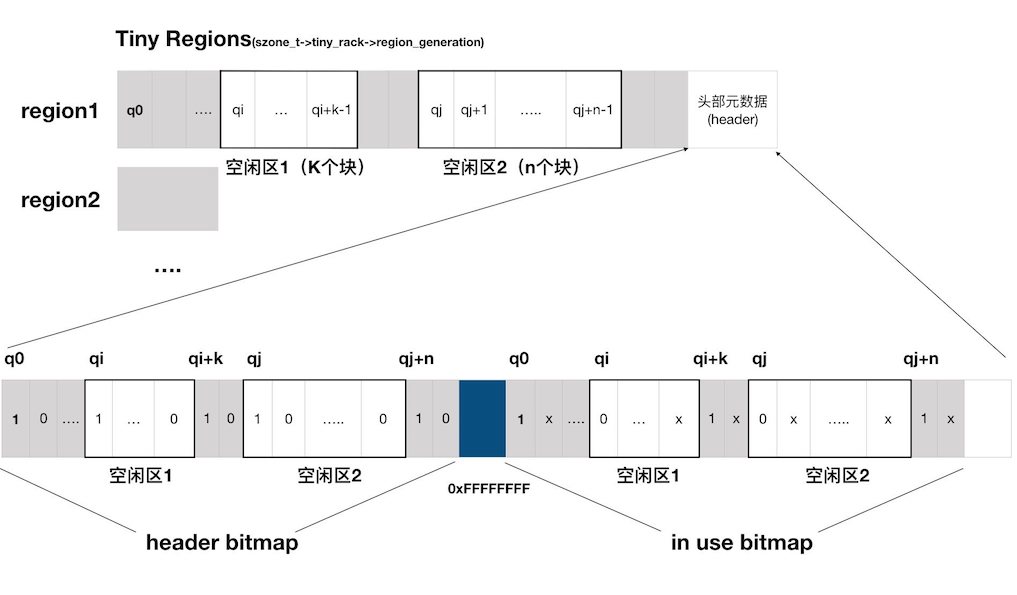 Tiny Regions(szone_t->tiny_rack->region_generation)
region1
q0 .... qi ... qi+k-1 qj qj+1 ..... qj+n-1 头部元数据
(header)
空闲区1（K个块） 空闲区2（n个块）
region2
....
q0 qi qi+k qj qj+n q0 qi qi+k qj qj+n
1 0 .... 1 ... 0 1 0 1 0 ..... 0 1 0 1 x .... 0 ... x 1 x 0 x ..... x 1 x
空闲区1 空闲区2 空闲区1 空闲区2
0xFFFFFFFF
header bitmap in use bitmap